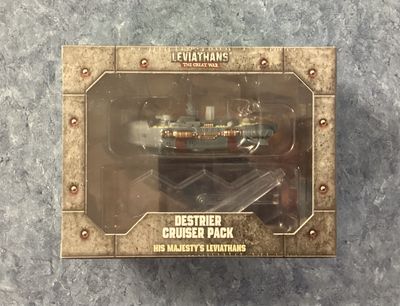 LEVIATHANS
THE GREAT WAR
DESTRIER
CRUISER PACK
HIS MAJESTY'S LEVIATHANS